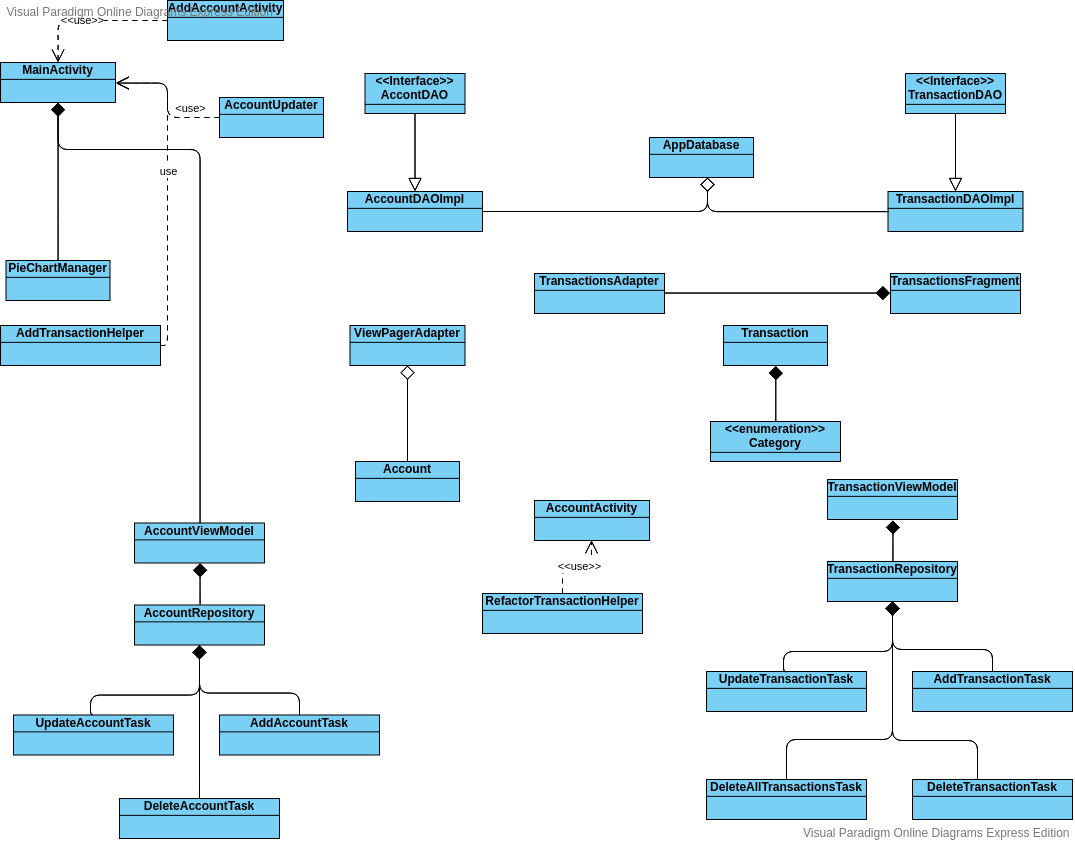 Visual Paradigm Online Diagrams Express Edition
AddAccountActivity
<<use>>
MainActivity
<<Interface>>
AccontDAO
<<Interface>>
TransactionDAO
<use>
AccountUpdater
AppDatabase
use
AccountDAOImpl
TransactionDAOImpl
PieChartManager
TransactionsAdapter
TransactionsFragment
AddTransactionHelper
ViewPagerAdapter
Transaction
<<enumeration>>
Category
Account
TransactionViewModel
AccountActivity
AccountViewModel
<<use>>
TransactionRepository
RefactorTransactionHelper
AccountRepository
UpdateTransactionTask
AddTransactionTask
UpdateAccountTask
AddAccountTask
DeleteAllTransactionsTask
DeleteTransactionTask
DeleteAccountTask
Visual Paradigm Online Diagrams Express Edition